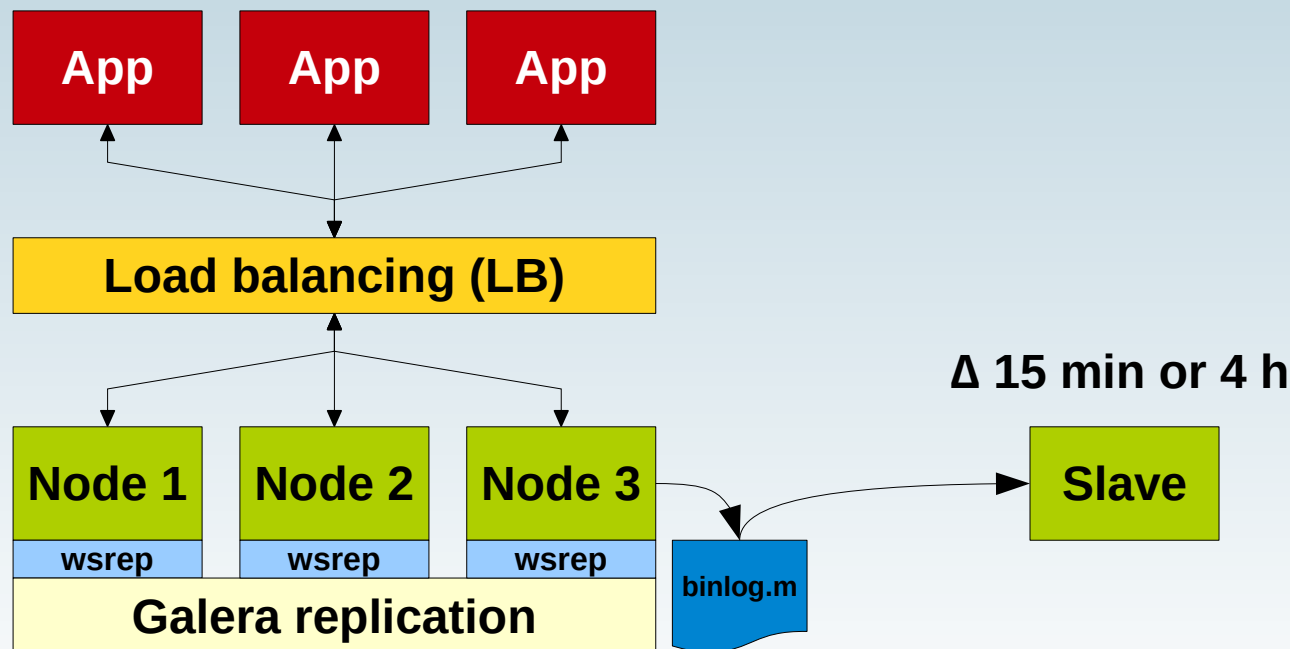 App App App
Load balancing (LB)
Δ 15 min or 4 h
Node 1 Node 2 Node 3 Slave
wsrep wsrep wsrep
binlog.m
Galera replication